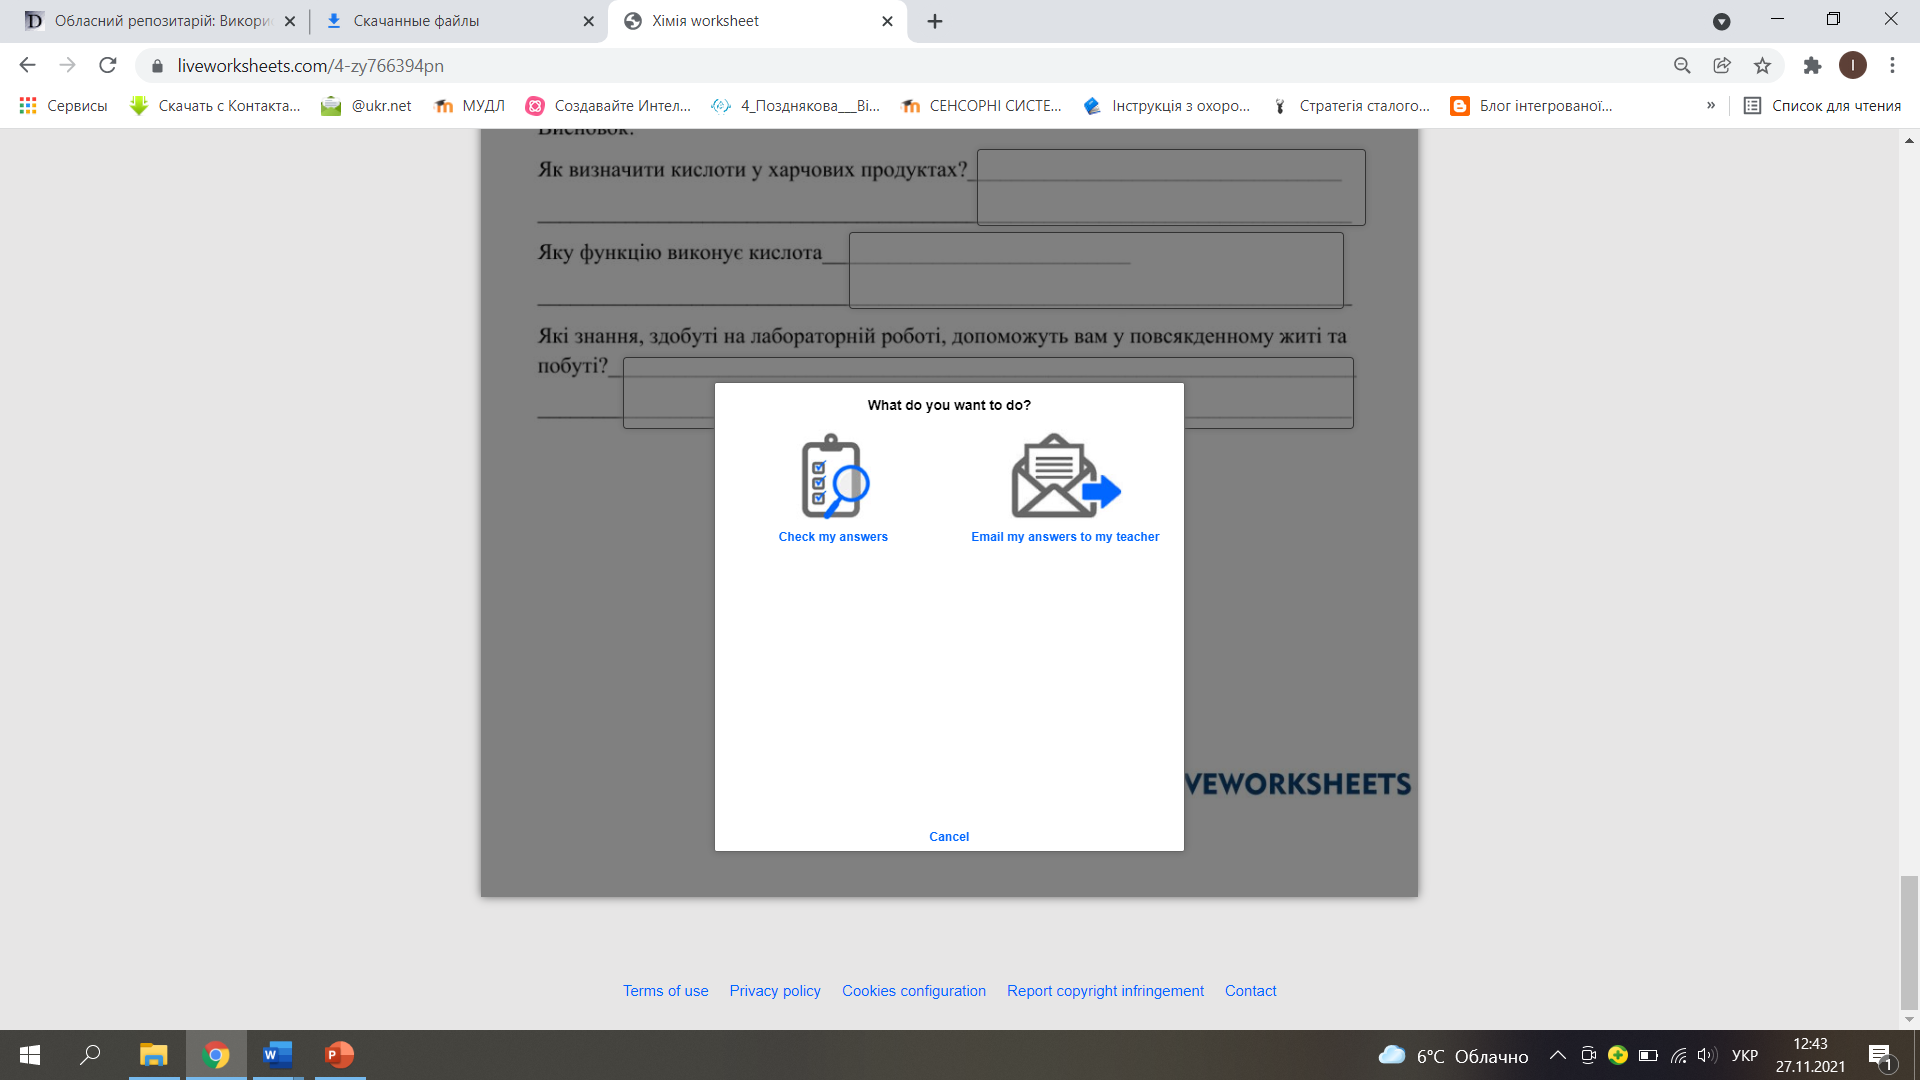 Обласний репозитарій: Викори
Скачанные файлы
Хімія worksheet
liveworksheets.com/4-zy766394pn
I
Сервисы
Скачать с Контакта...
@ukr.net
МУДЛ
Создавайте Интел...
4_Позднякова___Ві...
СЕНСОРНІ СИСТЕ...
Інструкція з охоро...
Стратегія сталого...
Блог інтегрованої...
»
Список для чтения
Висновок:
Як визначити кислоти у харчових продуктах?
Яку функцію виконує кислота
Які знання, здобуті на лабораторній роботі, допоможуть вам у повсякденному житі та
побуті?
What do you want to do?
Check my answers
Email my answers to my teacher
VEWORKSHEETS
Cancel
Terms of use
Privacy policy
Cookies configuration
Report copyright infringement
Contact
6°C Облачно
УКР
12:43
27.11.2021
1